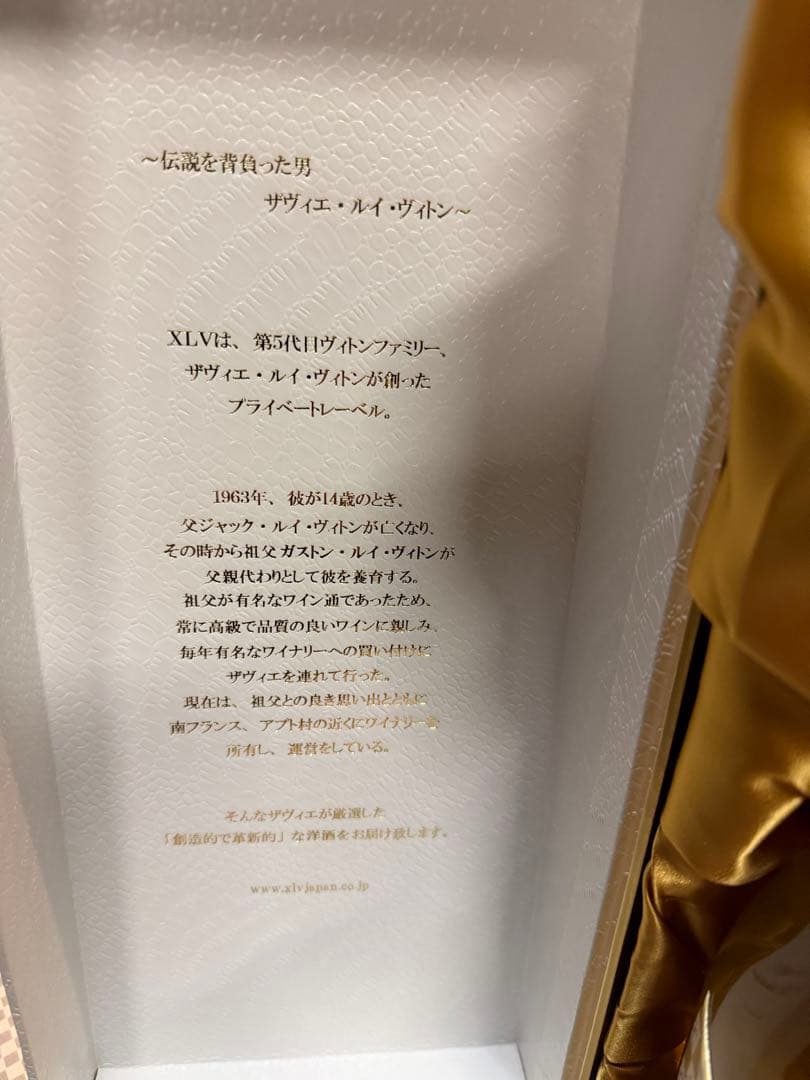 ～伝説を背負った男
ザヴィエ・ルイ・ヴィトン～
XLVは、第5代目ヴィトンファミリー、
ザヴィエ・ルイ・ヴィトンが創った
プライベートレーベル。
1963年、彼が14歳のとき、
父ジャック・ルイ・ヴィトンが亡くなり、
その時から祖父ガストン・ルイ・ヴィトンが
父親代わりとして彼を養育する。
祖父が有名なワイン通であったため、
常に高級で品質の良いワインに親しみ、
毎年有名なワイナリーへの買い付けに
ザヴィエを連れて行った。
現在は、祖父との良き思い出とともに
南フランス、アプト村の近くにワイナリーを
所有し、運営をしている。
そんなザヴィエが厳選した
「創造的で革新的」な洋酒をお届け致します。
www.xlvjapan.co.jp